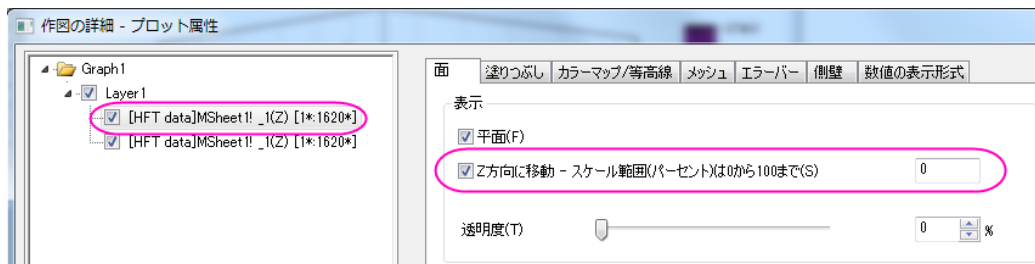 作図の詳細 - プロット属性
Graph1
Layer1
[HFT data]MSheet1! _1(Z) [1*:1620*]
[HFT data]MSheet1! _1(Z) [1*:1620*]
面 塗りつぶし カラーマップ/等高線 メッシュ エラーバー 側壁 数値の表示形式
表示
平面(F)
Z方向に移動 - スケール範囲(パーセント)は0から100まで(S) 0
透明度(T) 0 %